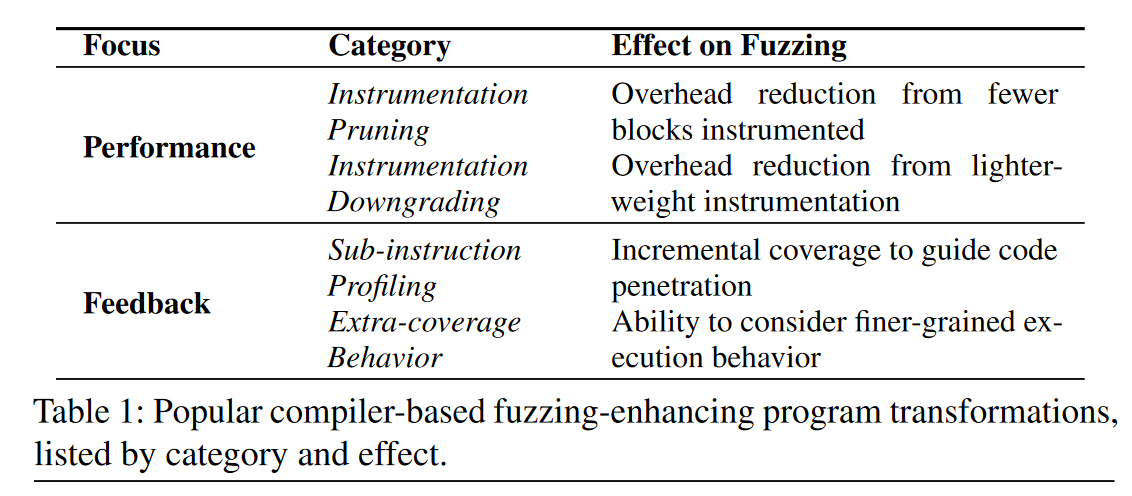 Focus Category Effect on Fuzzing
Performance
Instrumentation Overhead reduction from fewer
Pruning blocks instrumented
Instrumentation Overhead reduction from lighter-
Downgrading weight instrumentation
Feedback
Sub-instruction Incremental coverage to guide code
Profiling penetration
Extra-coverage Ability to consider finer-grained ex-
Behavior ecution behavior
Table 1: Popular compiler-based fuzzing-enhancing program transformations,
listed by category and effect.